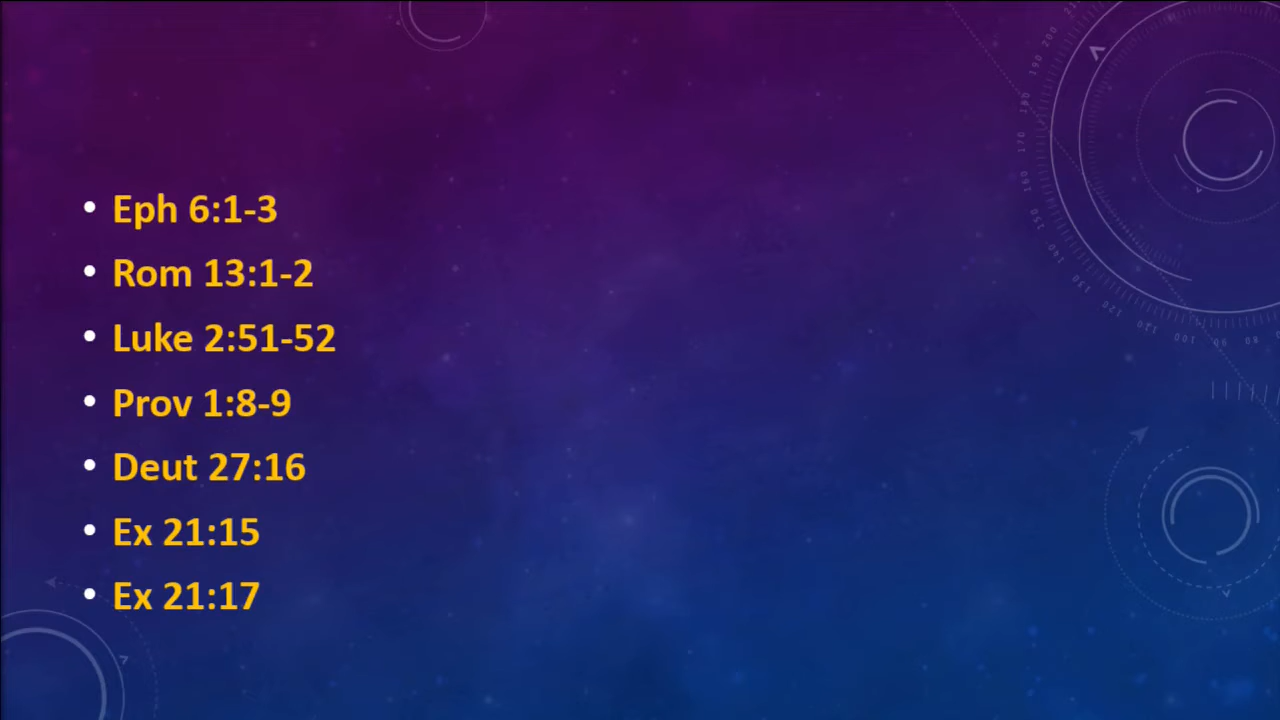 • Eph 6:1-3
• Rom 13:1-2
• Luke 2:51-52
• Prov 1:8-9
• Deut 27:16
• Ex 21:15
• Ex 21:17